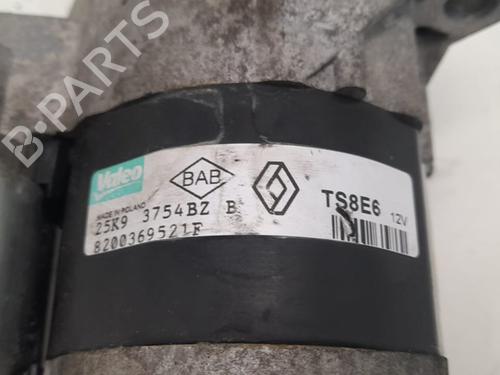 B-PARTS
Valeo
BAB
TS8E6 12V
MADE IN POLAND
25K9 3754BZ B
8200369521F